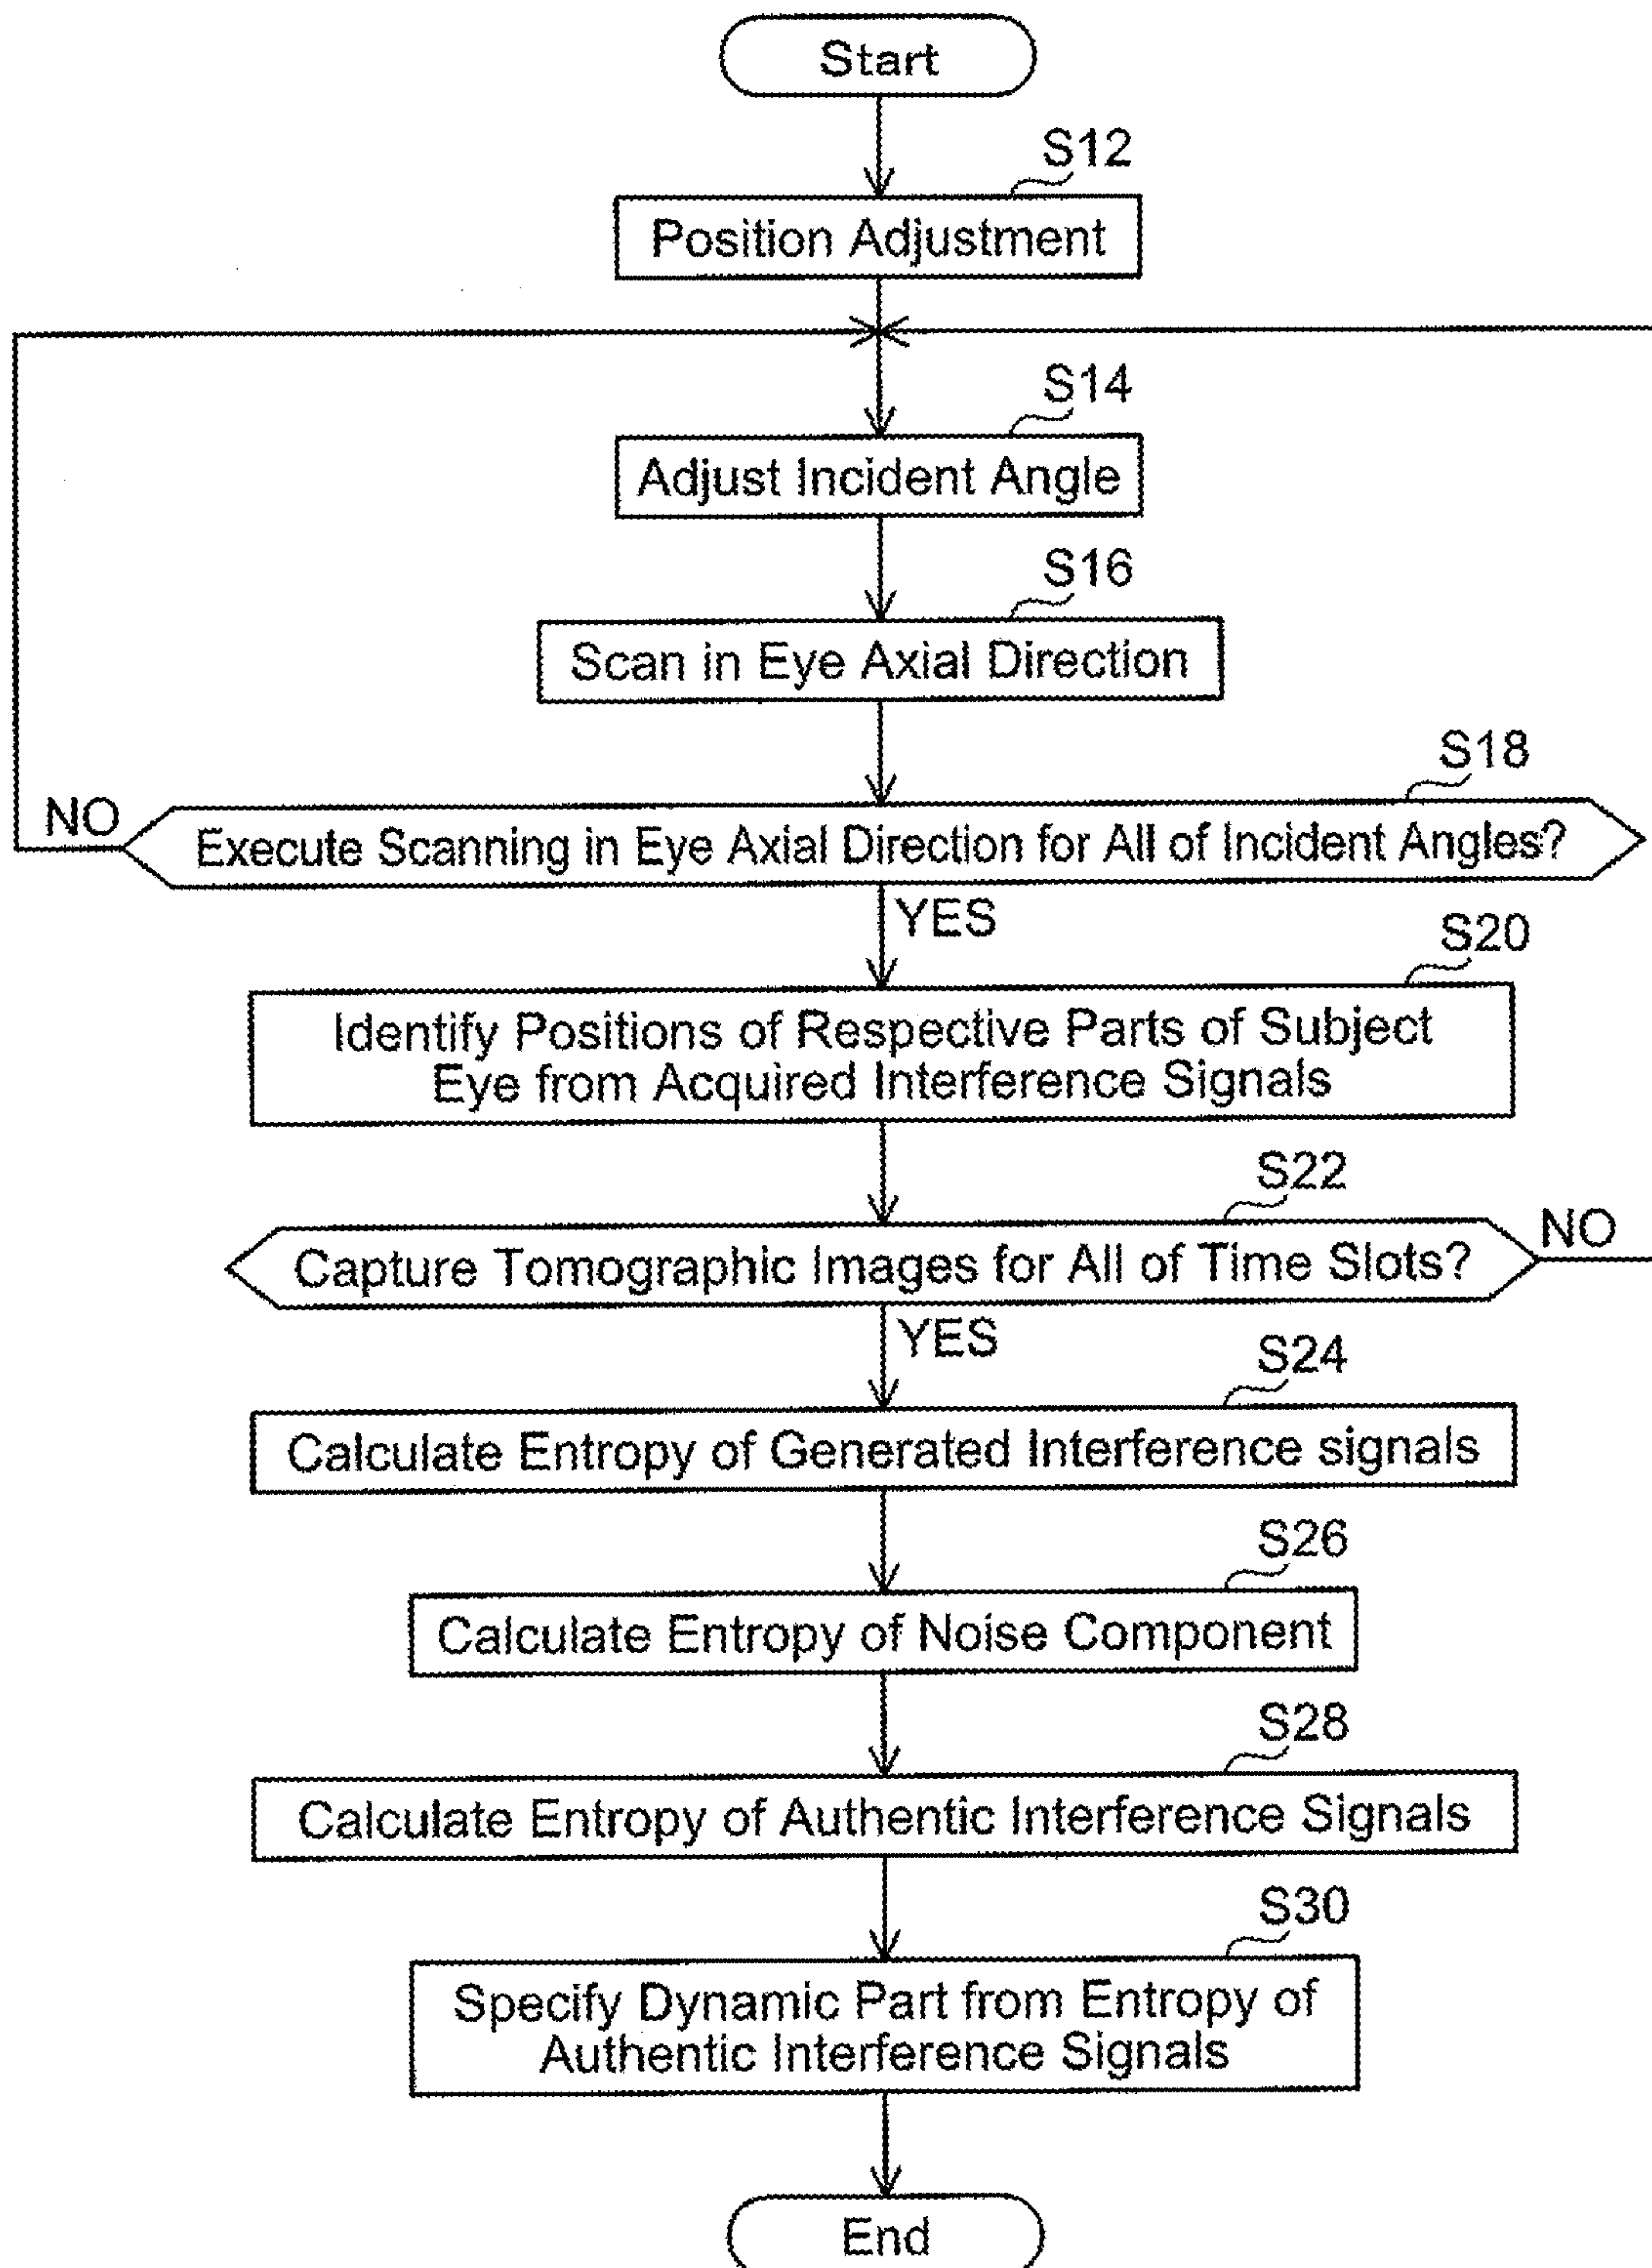 Start
S12
Position Adjustment
S14
Adjust Incident Angle
S16
Scan in Eye Axial Direction
S18
NO
Execute Scanning in Eye Axial Direction for All of Incident Angles?
YES
S20
Identify Positions of Respective Parts of Subject
Eye from Acquired Interference Signals
S22
NO
Capture Tomographic Images for All of Time Slots?
YES
S24
Calculate Entropy of Generated Interference signals
S26
Calculate Entropy of Noise Component
S28
Calculate Entropy of Authentic Interference Signals
S30
Specify Dynamic Part from Entropy of
Authentic Interference Signals
End